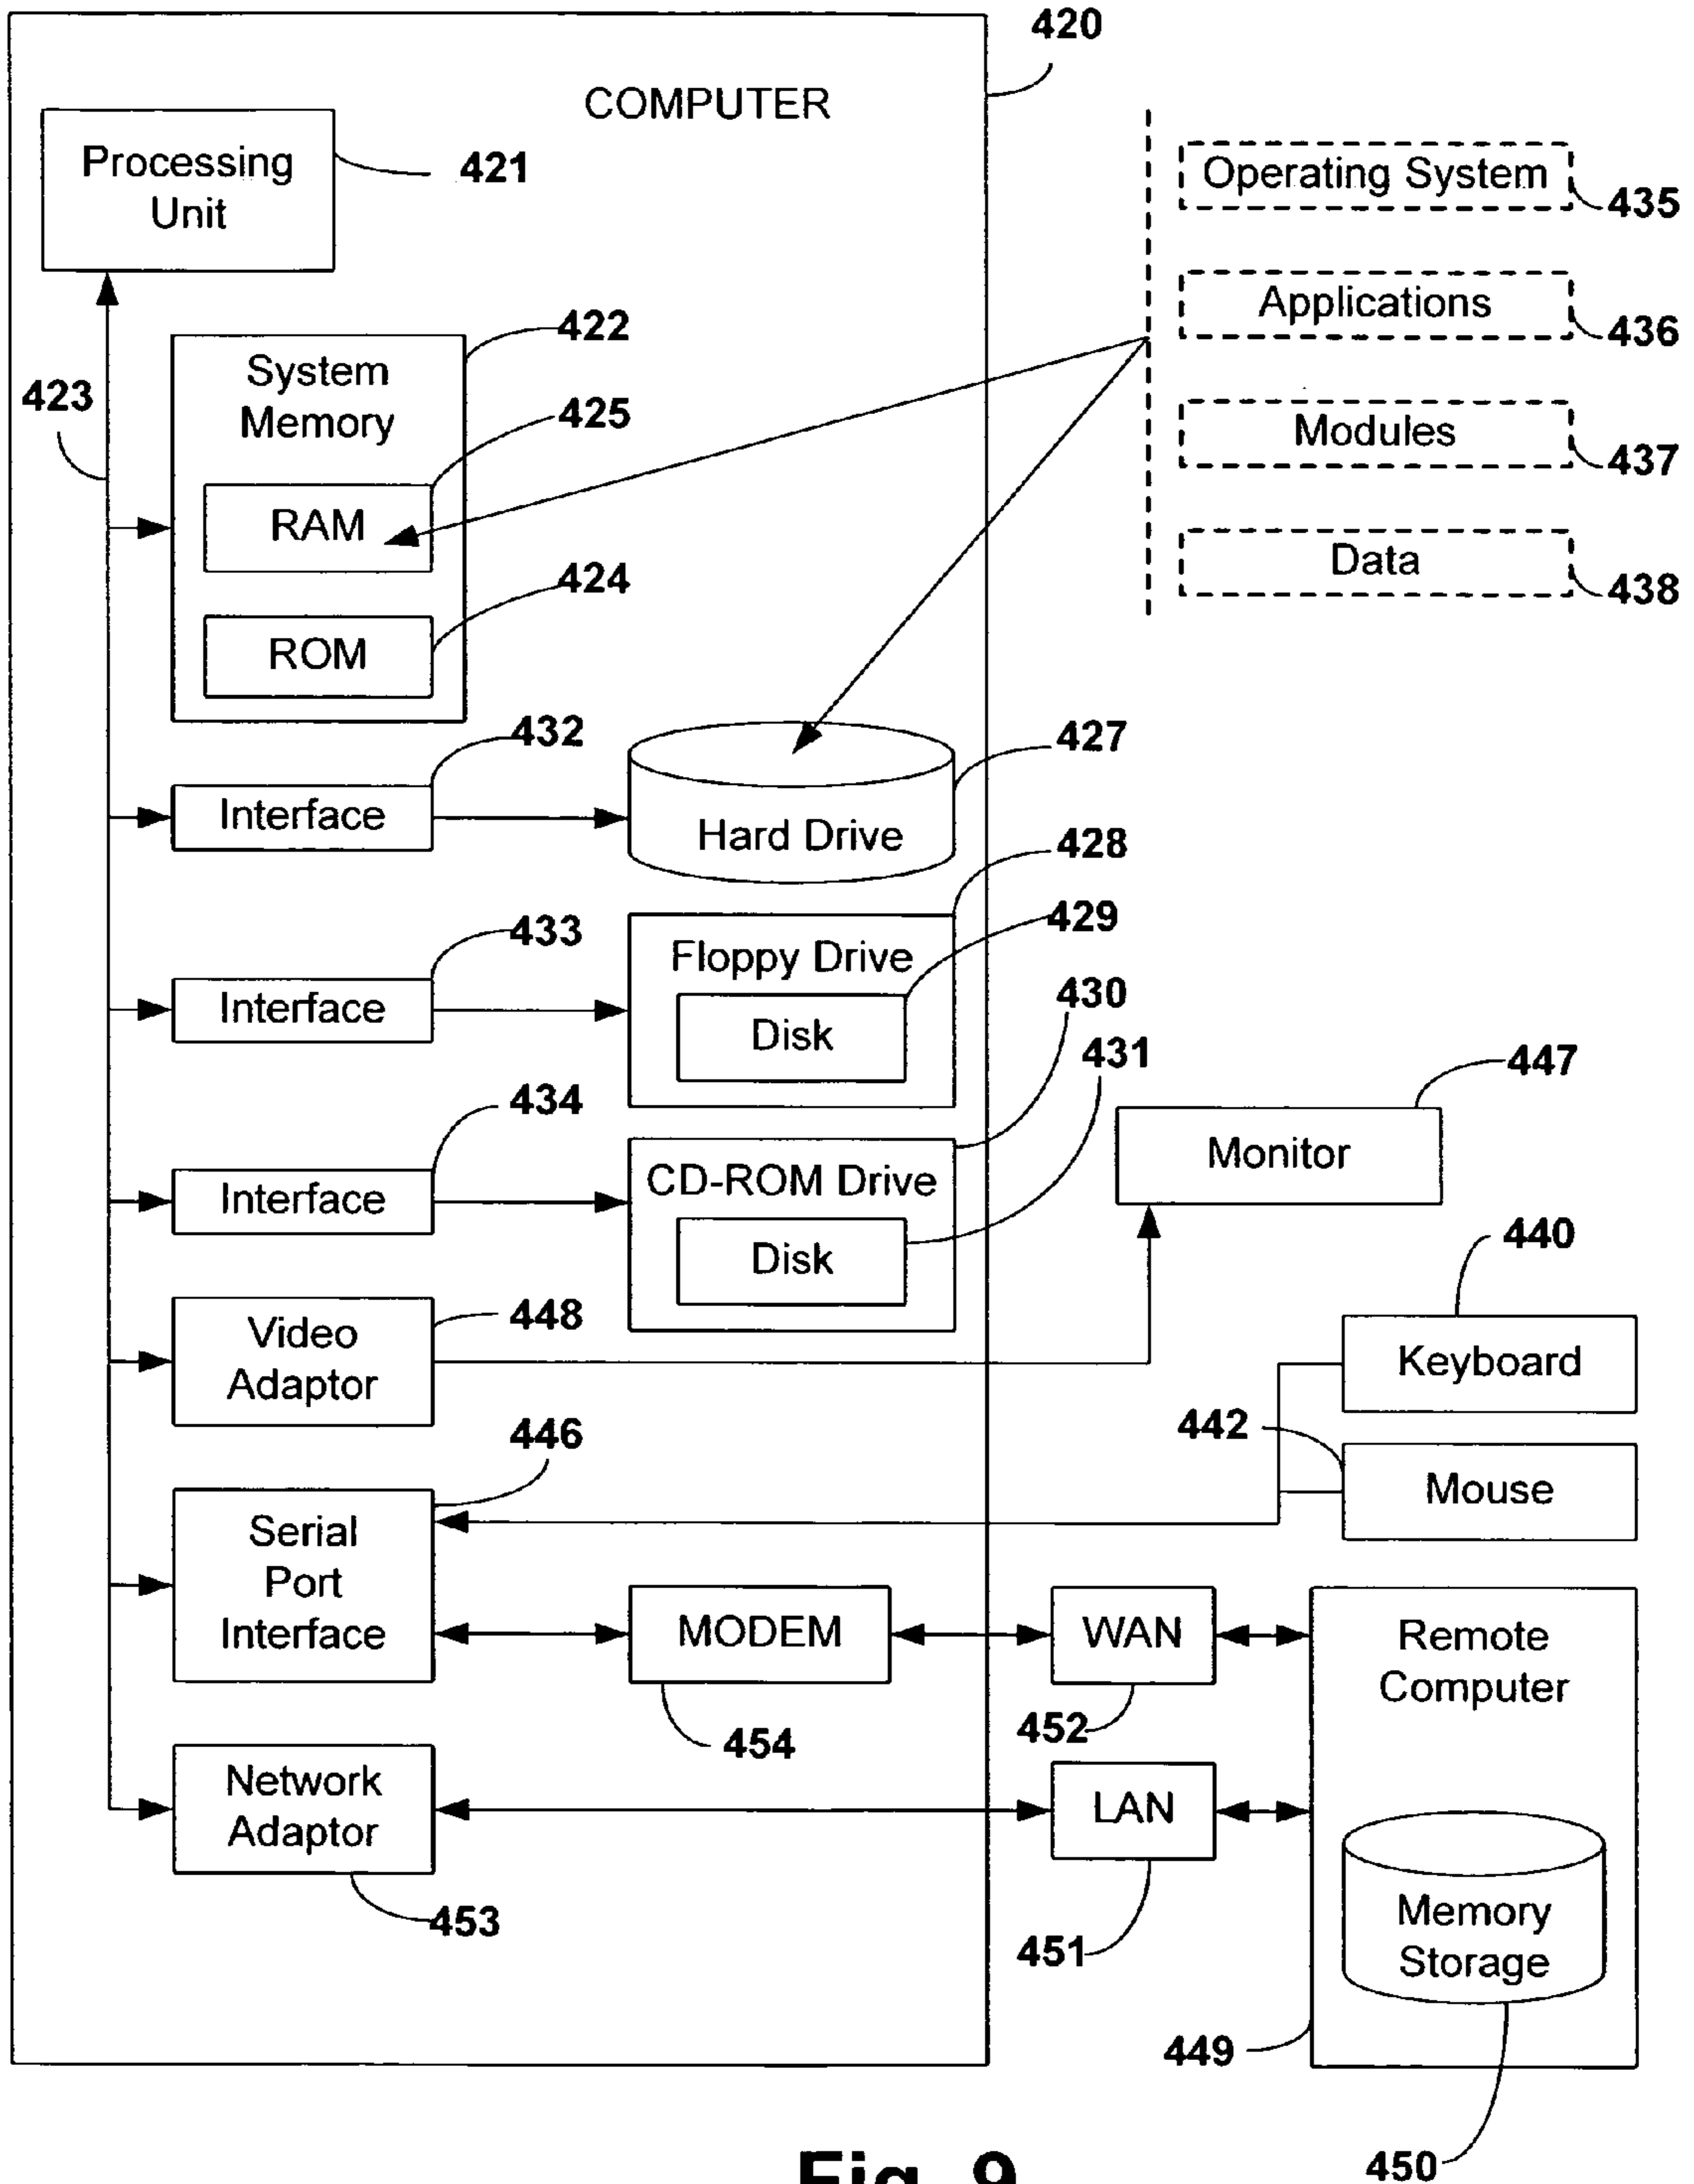 420
COMPUTER
Processing
Unit
421
Operating System
435
Applications
436
Modules
437
Data
438
422
System
Memory
423
425
RAM
424
ROM
432
Interface
427
Hard Drive
428
433
Interface
429
Floppy Drive
Disk
430
431
434
Interface
CD-ROM Drive
Disk
447
Monitor
440
Keyboard
448
Video
Adaptor
442
Mouse
446
Serial
Port
Interface
MODEM
454
WAN
452
Remote
Computer
Network
Adaptor
453
LAN
451
Memory
Storage
449
450
Fig. 9